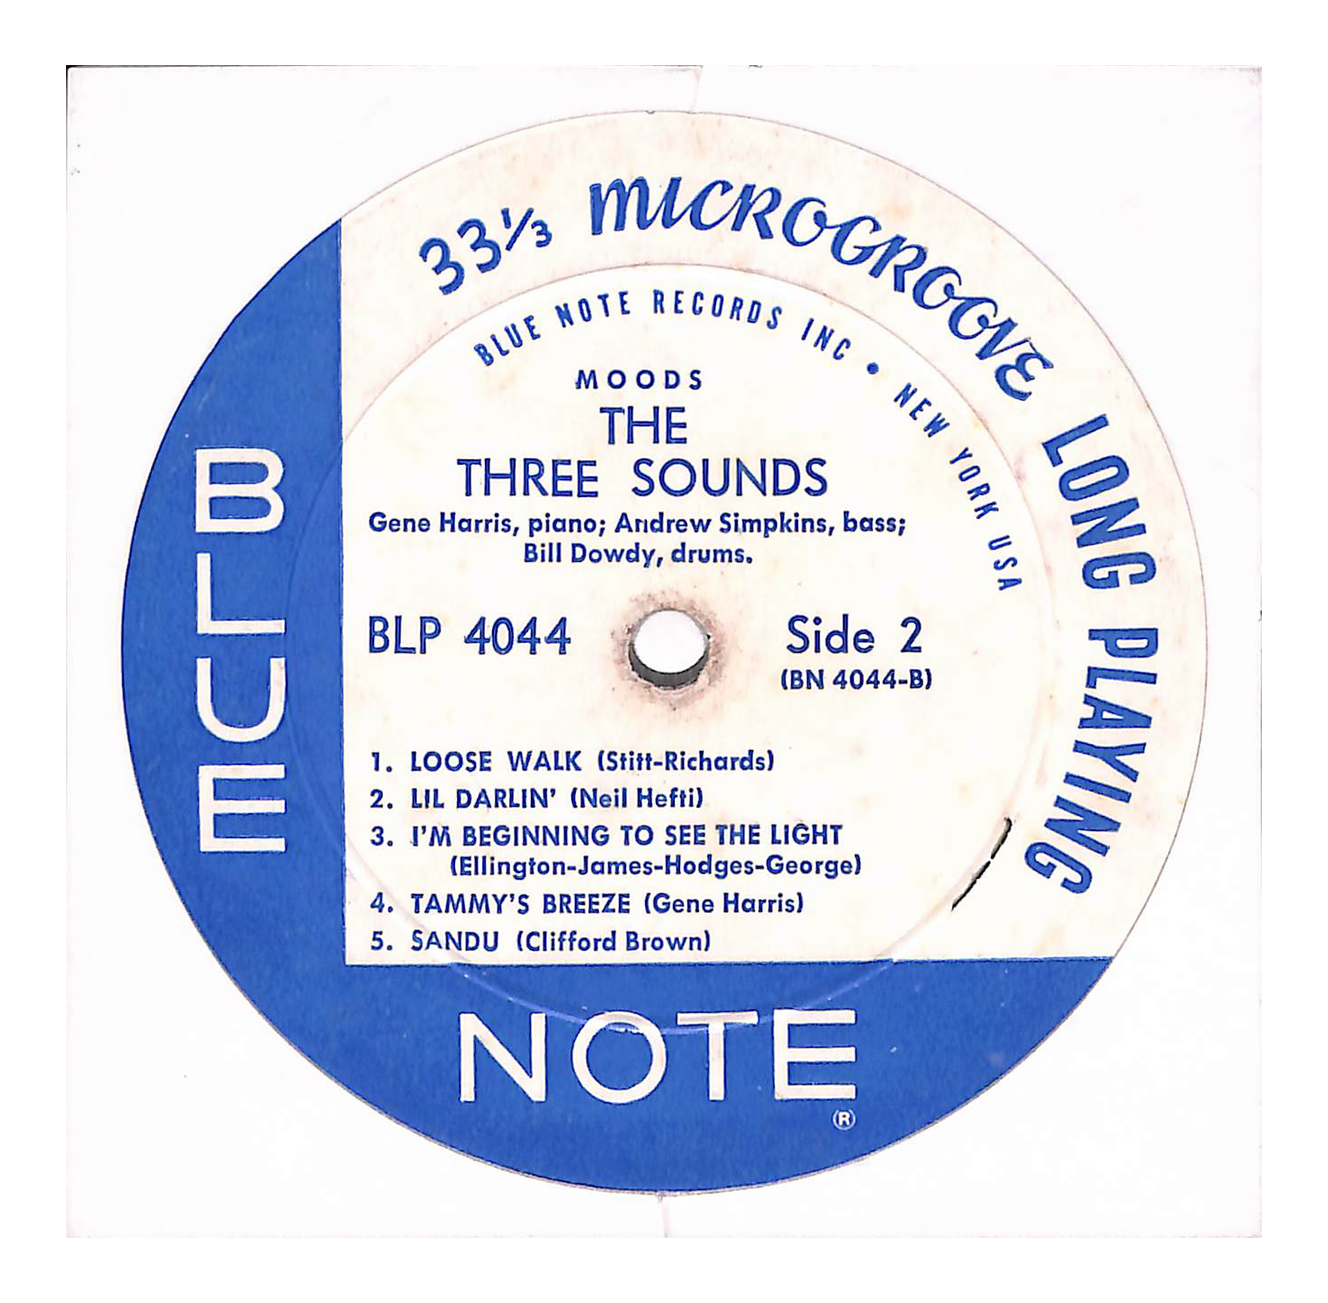 33⅓ MICROGROOVE LONG PLAYING
BLUE NOTE RECORDS INC • NEW YORK USA
MOODS
THE
THREE SOUNDS
Gene Harris, piano; Andrew Simpkins, bass;
Bill Dowdy, drums.
BLP 4044
Side 2
(BN 4044-B)
1. LOOSE WALK (Stitt-Richards)
2. LIL DARLIN' (Neil Hefti)
3. I'M BEGINNING TO SEE THE LIGHT
(Ellington-James-Hodges-George)
4. TAMMY'S BREEZE (Gene Harris)
5. SANDU (Clifford Brown)
BLUE
NOTE
®